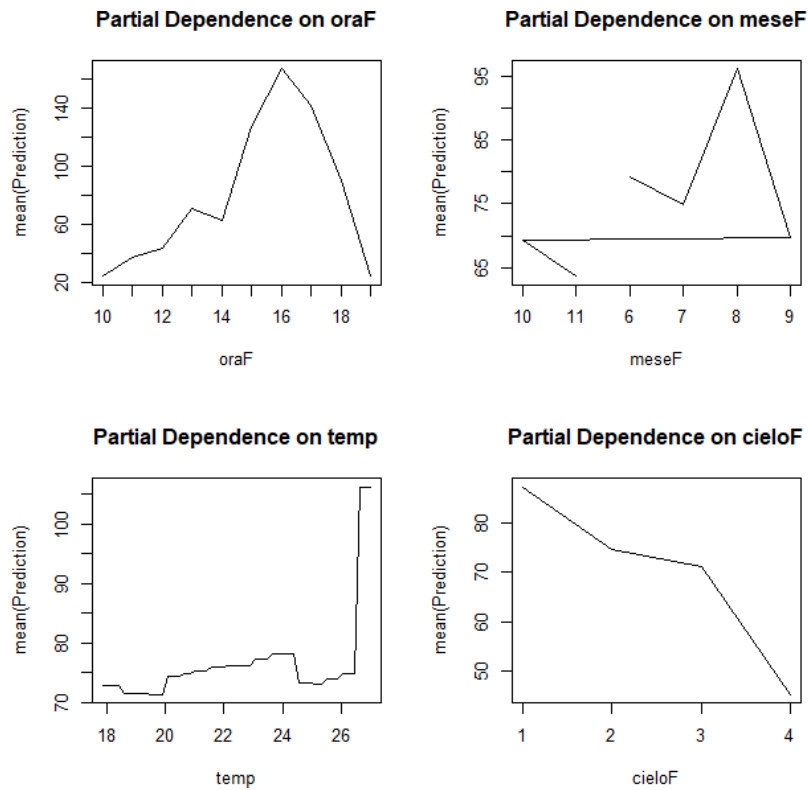 Partial Dependence on oraF
mean(Prediction)
20 60 100 140
10 12 14 16 18
oraF
Partial Dependence on meseF
mean(Prediction)
65 75 85 95
10 11 6 7 8 9
meseF
Partial Dependence on temp
mean(Prediction)
70 80 90 100
18 20 22 24 26
temp
Partial Dependence on cieloF
mean(Prediction)
50 60 70 80
1 2 3 4
cieloF